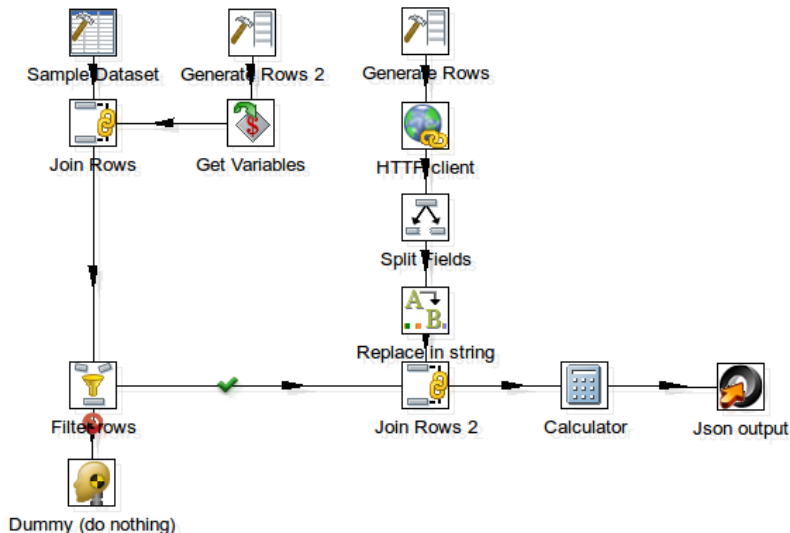 Sample Dataset
Generate Rows 2
Generate Rows
Join Rows
Get Variables
HTTP client
Split Fields
Replace in string
Filter rows
Join Rows 2
Calculator
Json output
Dummy (do nothing)